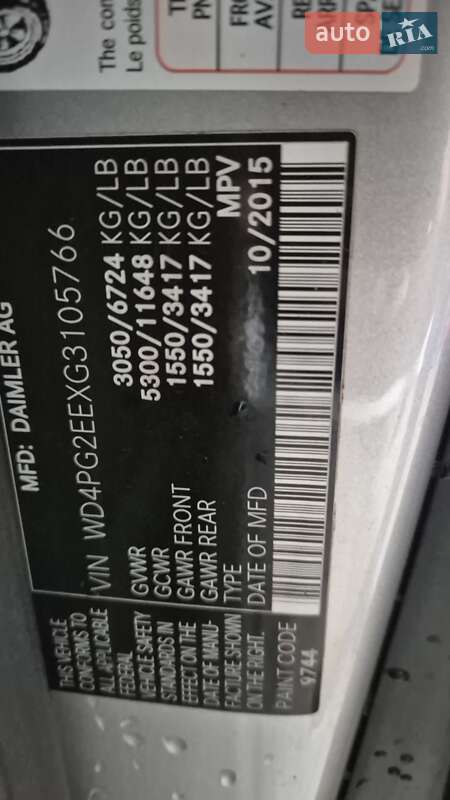 auto RIA
.com
The con
Le poids
MFD: DAIMLER AG
VIN WD4PG2EEXG3105766
GVWR 3050/6724 KG/LB
GCWR 5300/11648 KG/LB
GAWR FRONT 1550/3417 KG/LB
GAWR REAR 1550/3417 KG/LB
TYPE MPV
DATE OF MFD 10/2015
THIS VEHICLE
CONFORMS TO
ALL APPLICABLE
FEDERAL
VEHICLE SAFETY
STANDARDS IN
EFFECT ON THE
DATE OF MANU-
FACTURE SHOWN
ON THE RIGHT.
PAINT CODE
9744